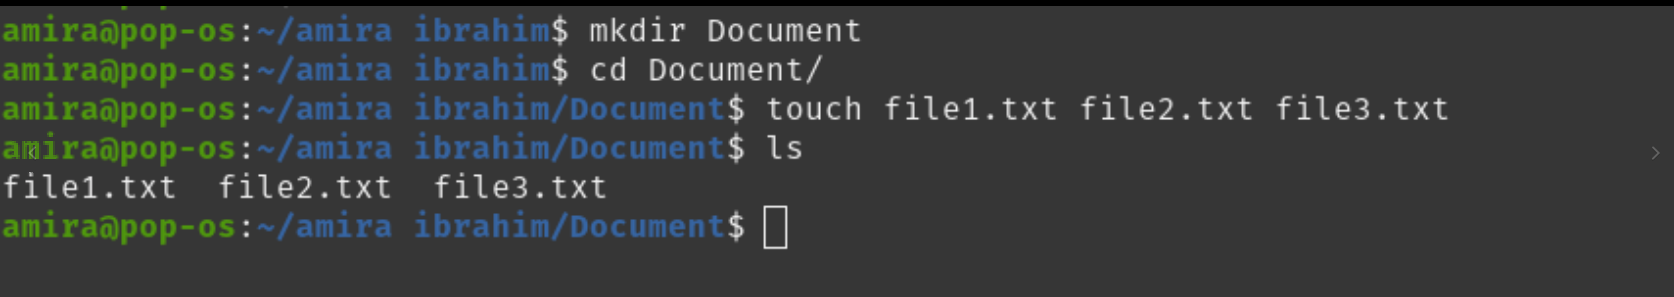 amira@pop-os:~/amira ibrahim$ mkdir Document
amira@pop-os:~/amira ibrahim$ cd Document/
amira@pop-os:~/amira ibrahim/Document$ touch file1.txt file2.txt file3.txt
amira@pop-os:~/amira ibrahim/Document$ ls
file1.txt  file2.txt  file3.txt
amira@pop-os:~/amira ibrahim/Document$